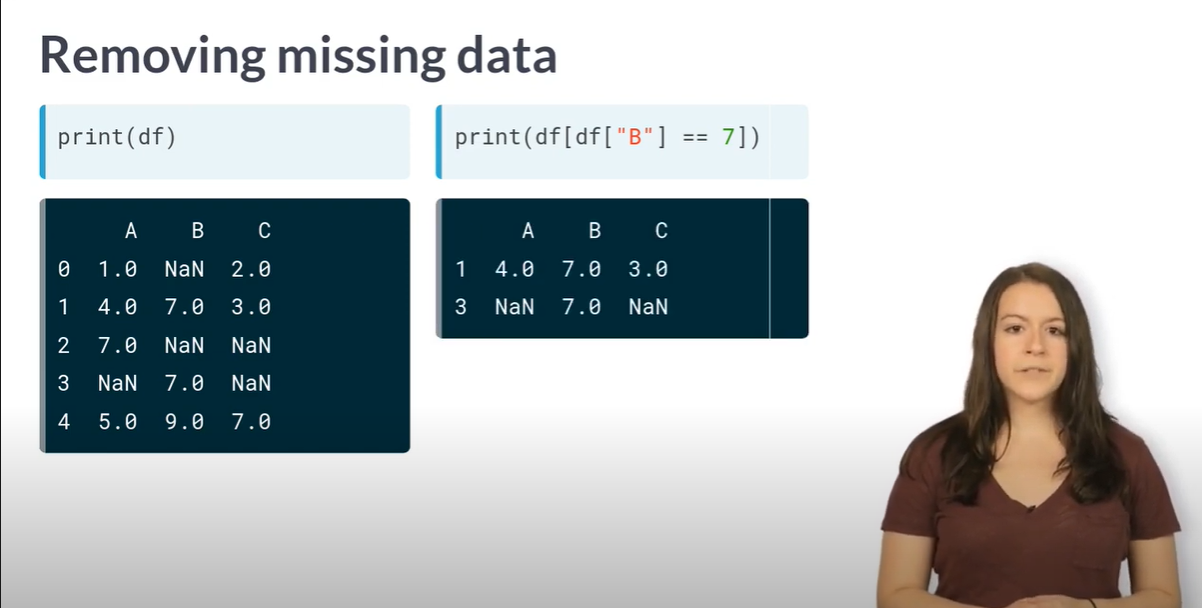 Removing missing data
print(df)
A B C
0 1.0 NaN 2.0
1 4.0 7.0 3.0
2 7.0 NaN NaN
3 NaN 7.0 NaN
4 5.0 9.0 7.0
print(df[df["B"] == 7])
A B C
1 4.0 7.0 3.0
3 NaN 7.0 NaN